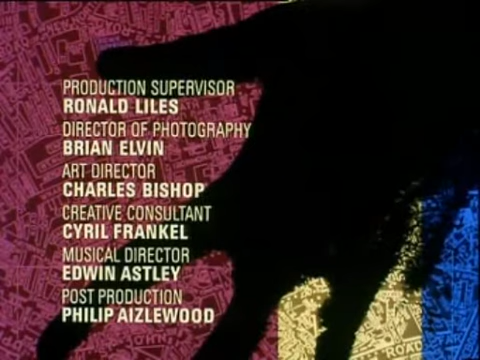 PRODUCTION SUPERVISOR
RONALD LILES
DIRECTOR OF PHOTOGRAPHY
BRIAN ELVIN
ART DIRECTOR
CHARLES BISHOP
CREATIVE CONSULTANT
CYRIL FRANKEL
MUSICAL DIRECTOR
EDWIN ASTLEY
POST PRODUCTION
PHILIP AIZLEWOOD
ROAD